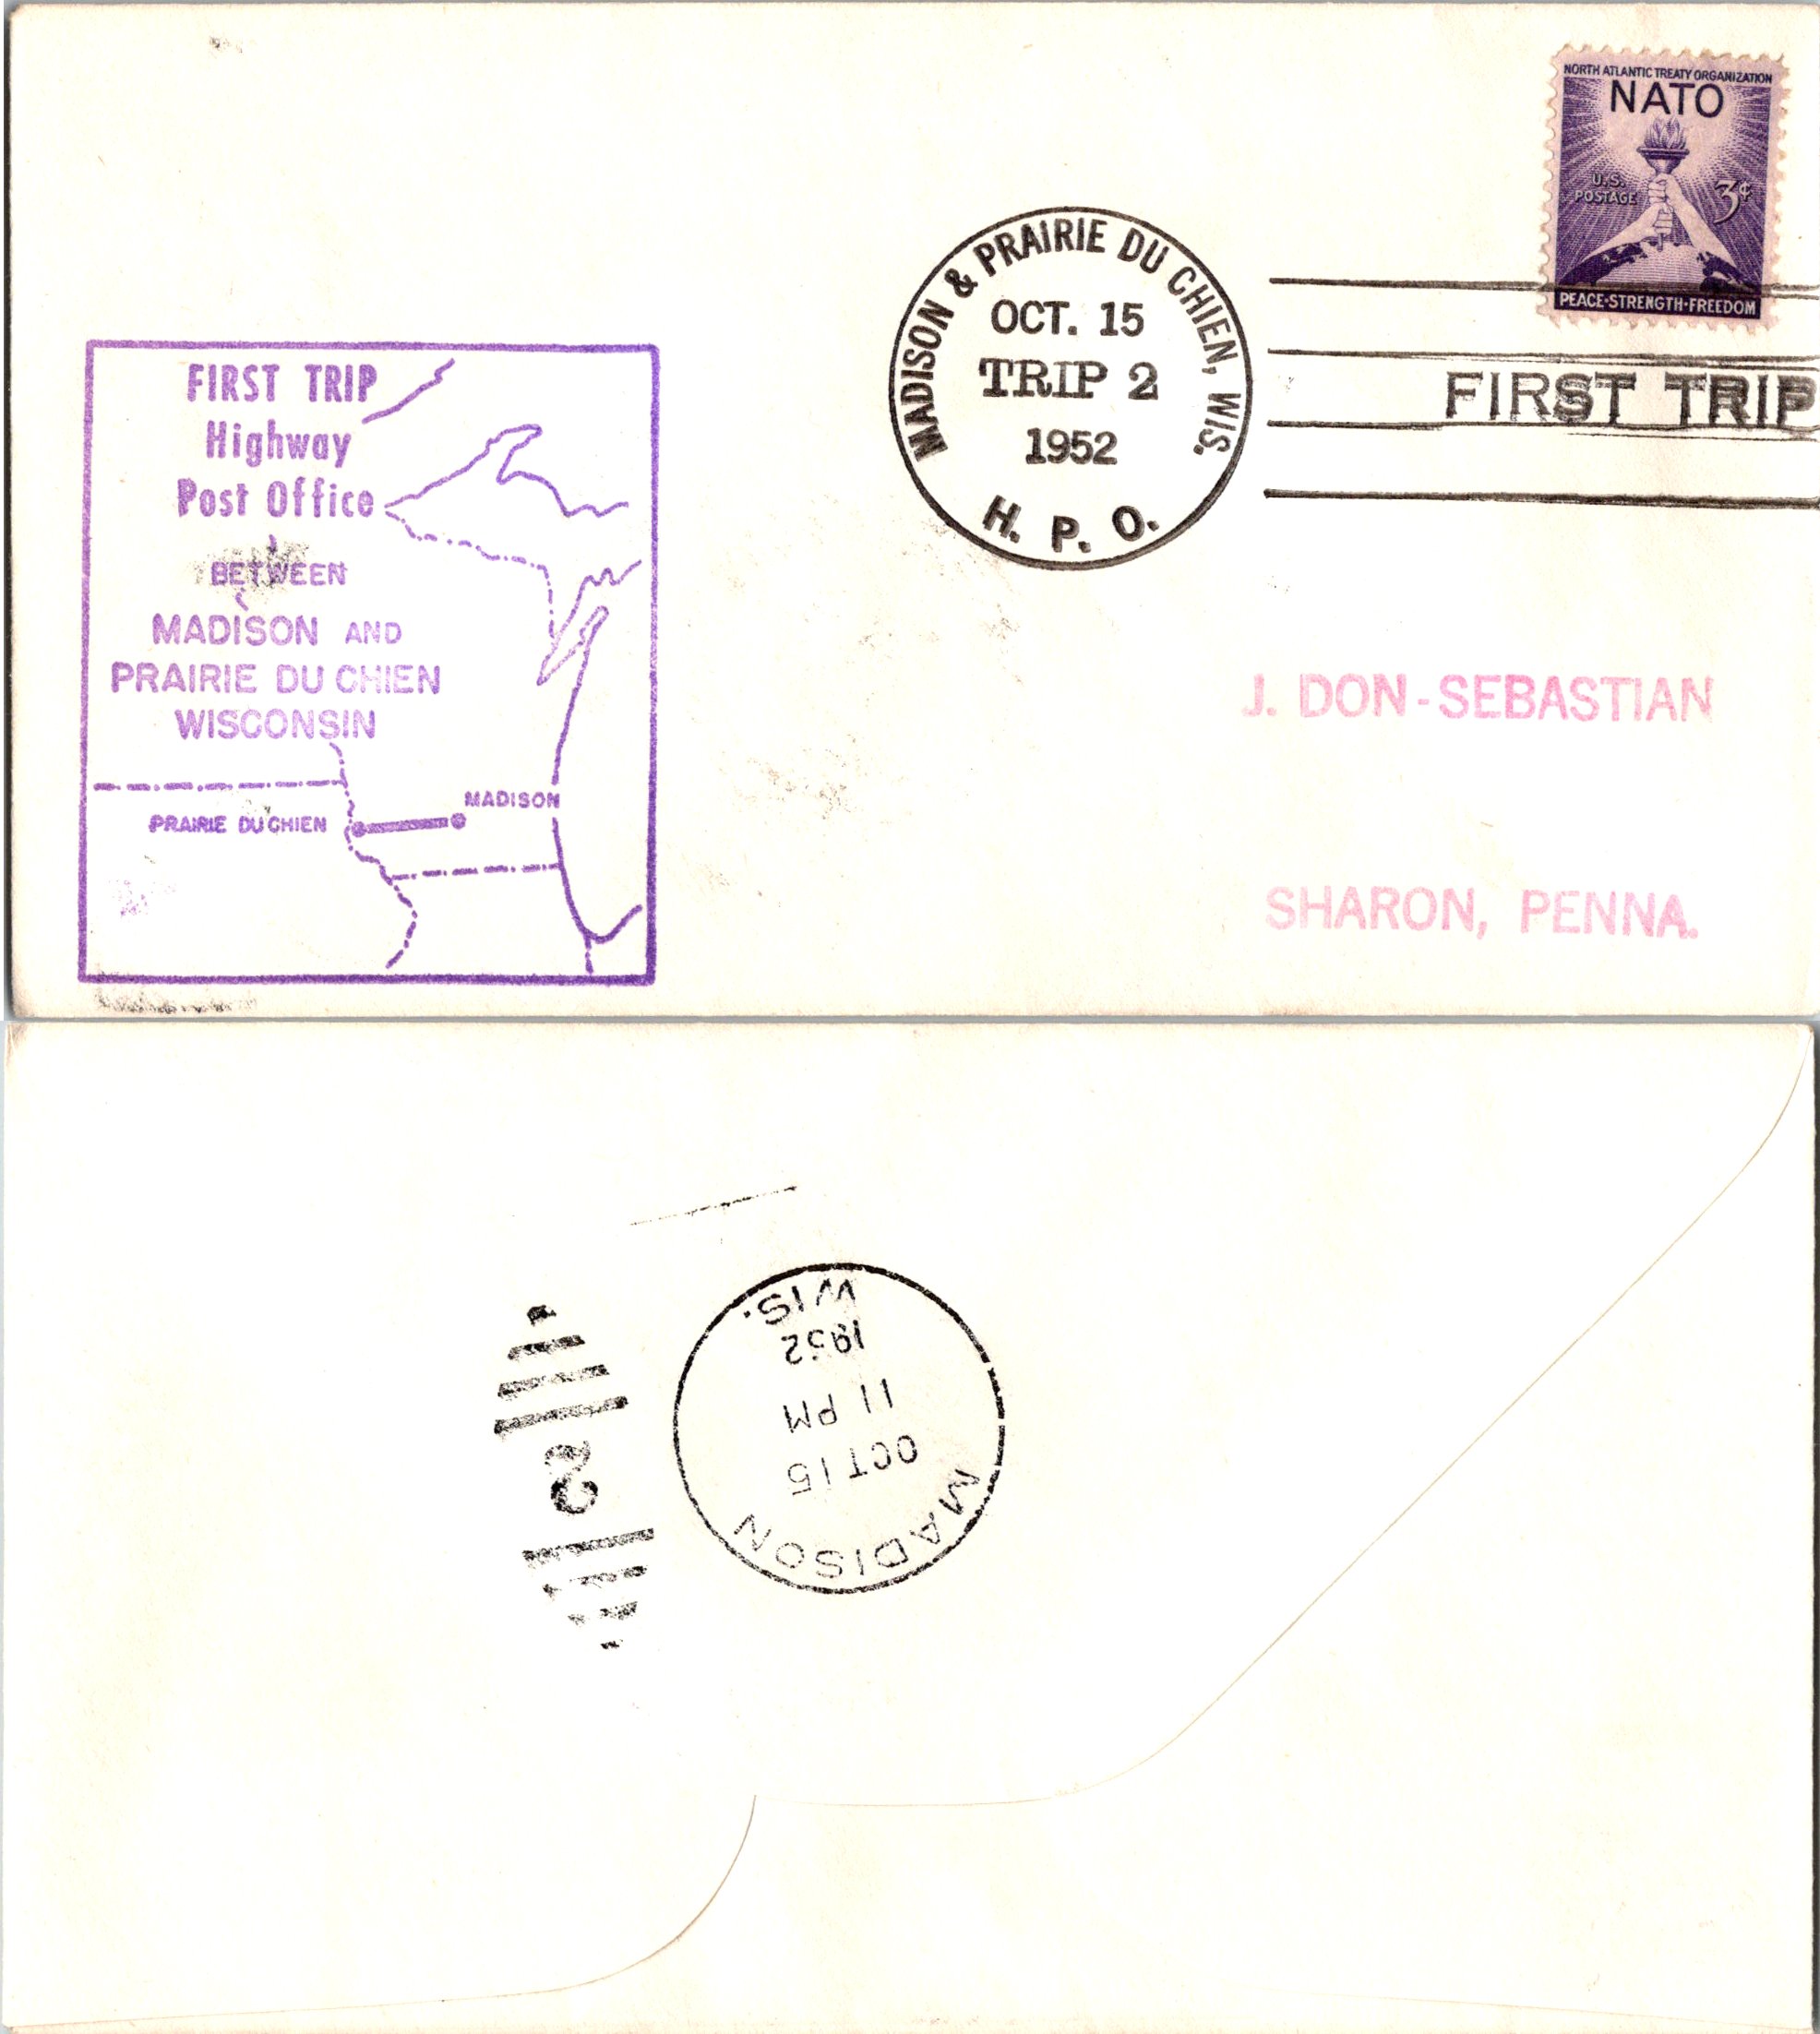 NORTH ATLANTIC TREATY ORGANIZATION
NATO
U.S.
POSTAGE
3¢
PEACE·STRENGTH·FREEDOM
MADISON & PRAIRIE DU CHIEN, WIS.
OCT. 15
TRIP 2
1952
H. P. O.
FIRST TRIP
FIRST TRIP
Highway
Post Office
BETWEEN
MADISON AND
PRAIRIE DU CHIEN
WISCONSIN
MADISON
PRAIRIE DU CHIEN
J. DON-SEBASTIAN
SHARON, PENNA.
MADISON
OCT 15
11 PM
1952
WIS.